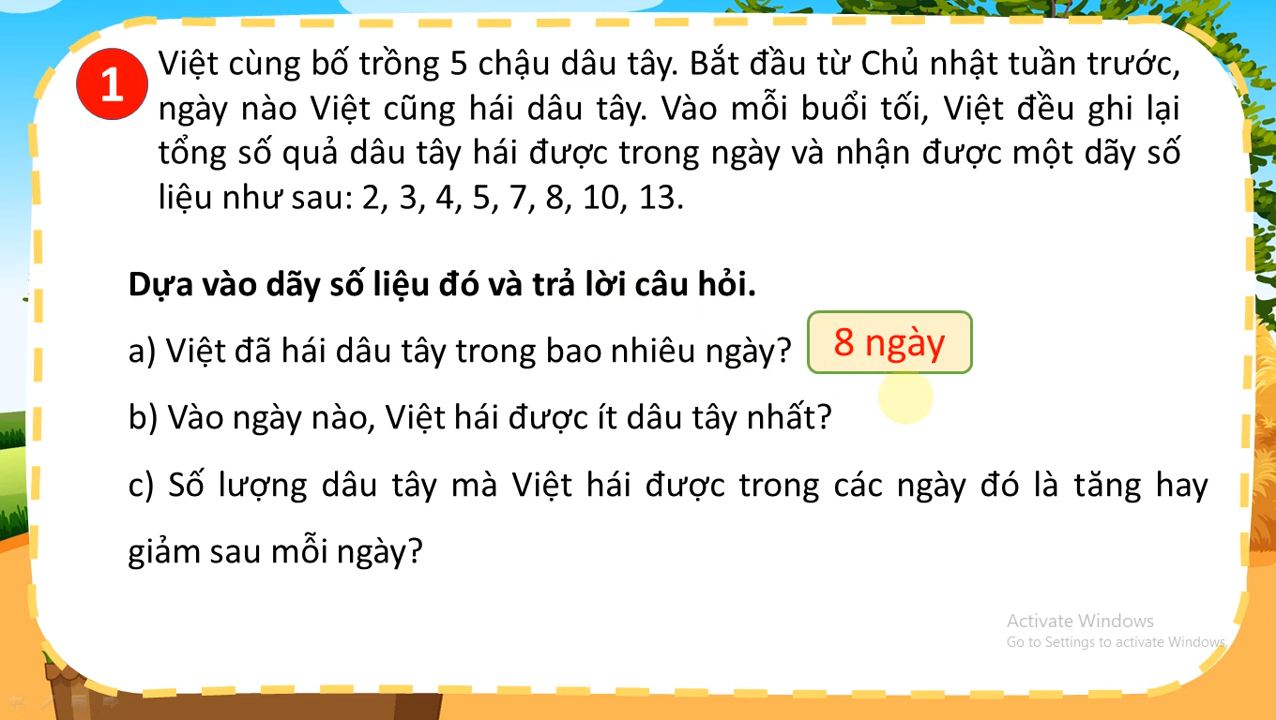 1
Việt cùng bố trồng 5 chậu dâu tây. Bắt đầu từ Chủ nhật tuần trước,
ngày nào Việt cũng hái dâu tây. Vào mỗi buổi tối, Việt đều ghi lại
tổng số quả dâu tây hái được trong ngày và nhận được một dãy số
liệu như sau: 2, 3, 4, 5, 7, 8, 10, 13.
Dựa vào dãy số liệu đó và trả lời câu hỏi.
a) Việt đã hái dâu tây trong bao nhiêu ngày?
8 ngày
b) Vào ngày nào, Việt hái được ít dâu tây nhất?
c) Số lượng dâu tây mà Việt hái được trong các ngày đó là tăng hay
giảm sau mỗi ngày?
Activate Windows
Go to Settings to activate Windows.